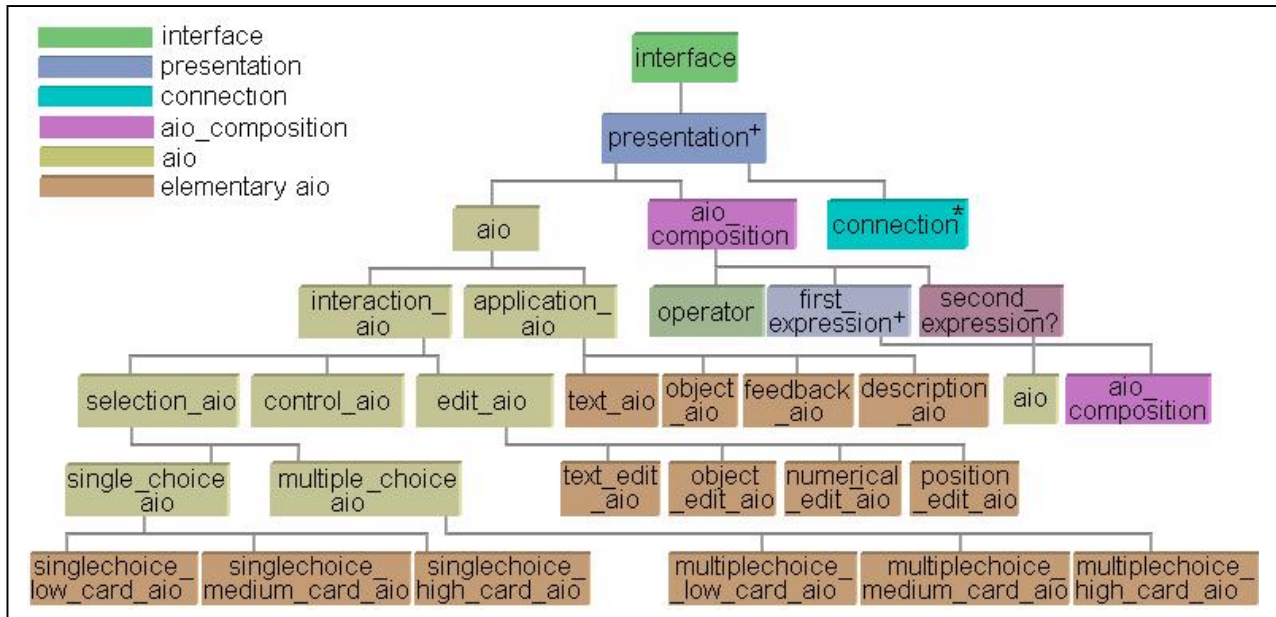 interface
presentation
connection
aio_composition
aio
elementary aio
interface
presentation+
aio
aio_
composition
connection*
interaction_
aio
application_
aio
operator
first_
expression+
second_
expression?
selection_aio
control_aio
edit_aio
text_aio
object
_aio
feedback
_aio
description
_aio
aio
aio_
composition
single_choice
_aio
multiple_choice
aio
text_edit
_aio
object
_edit_aio
numerical
_edit_aio
position
_edit_aio
singlechoice_
low_card_aio
singlechoice_
medium_card_aio
singlechoice_
high_card_aio
multiplechoice_
_low_card_aio
multiplechoice_
medium_card_aio
multiplechoice_
high_card_aio